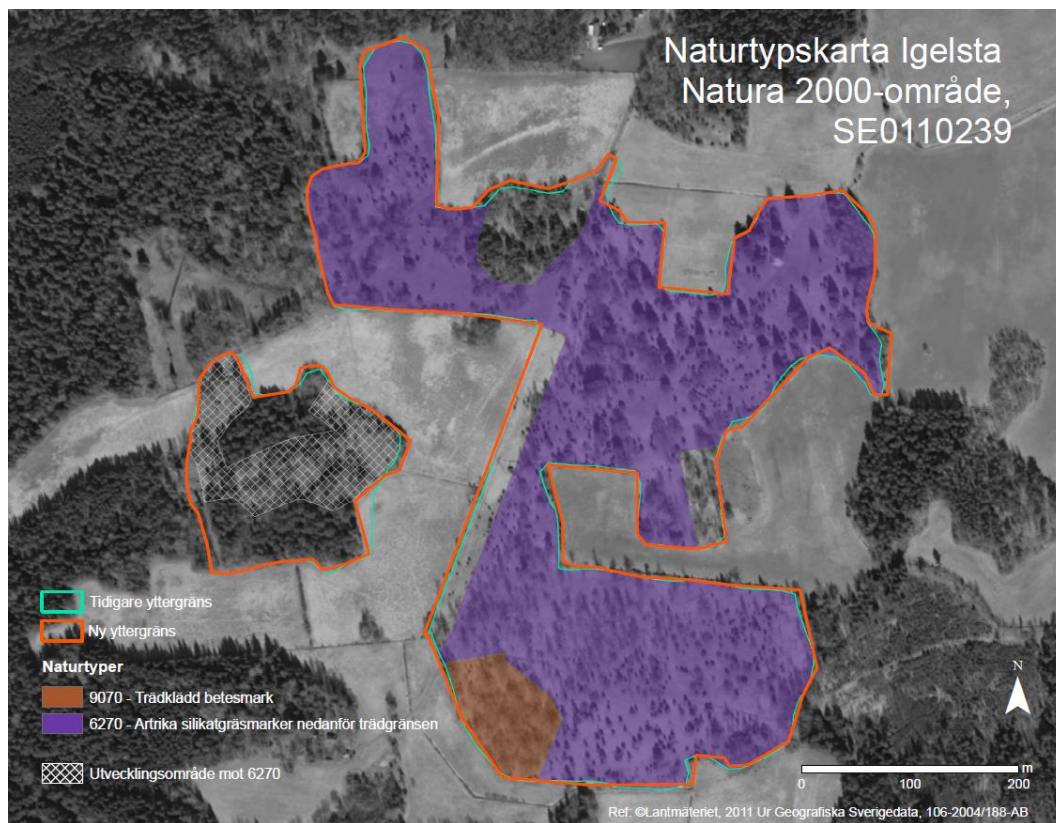 Naturtypskarta Igelsta
Natura 2000-område,
SE0110239
Tidigare yttergräns
Ny yttergräns
Naturtyper
9070 - Trädklädd betesmark
6270 - Artrika silikatgräsmarker nedanför trädgränsen
Utvecklingsområde mot 6270
N
m
0 100 200
Ref: ©Lantmäteriet, 2011 Ur Geografiska Sverigedata, 106-2004/188-AB